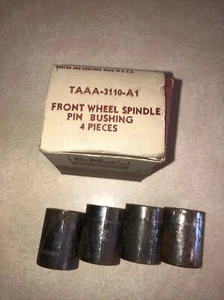 CARTON AND CONTENTS MADE IN U.S.A.
TAAA-3110-A1
FRONT WHEEL SPINDLE
PIN BUSHING
4 PIECES